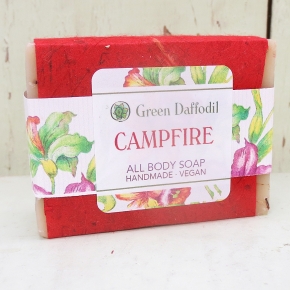 Green Daffodil
CAMPFIRE
ALL BODY SOAP
HANDMADE · VEGAN